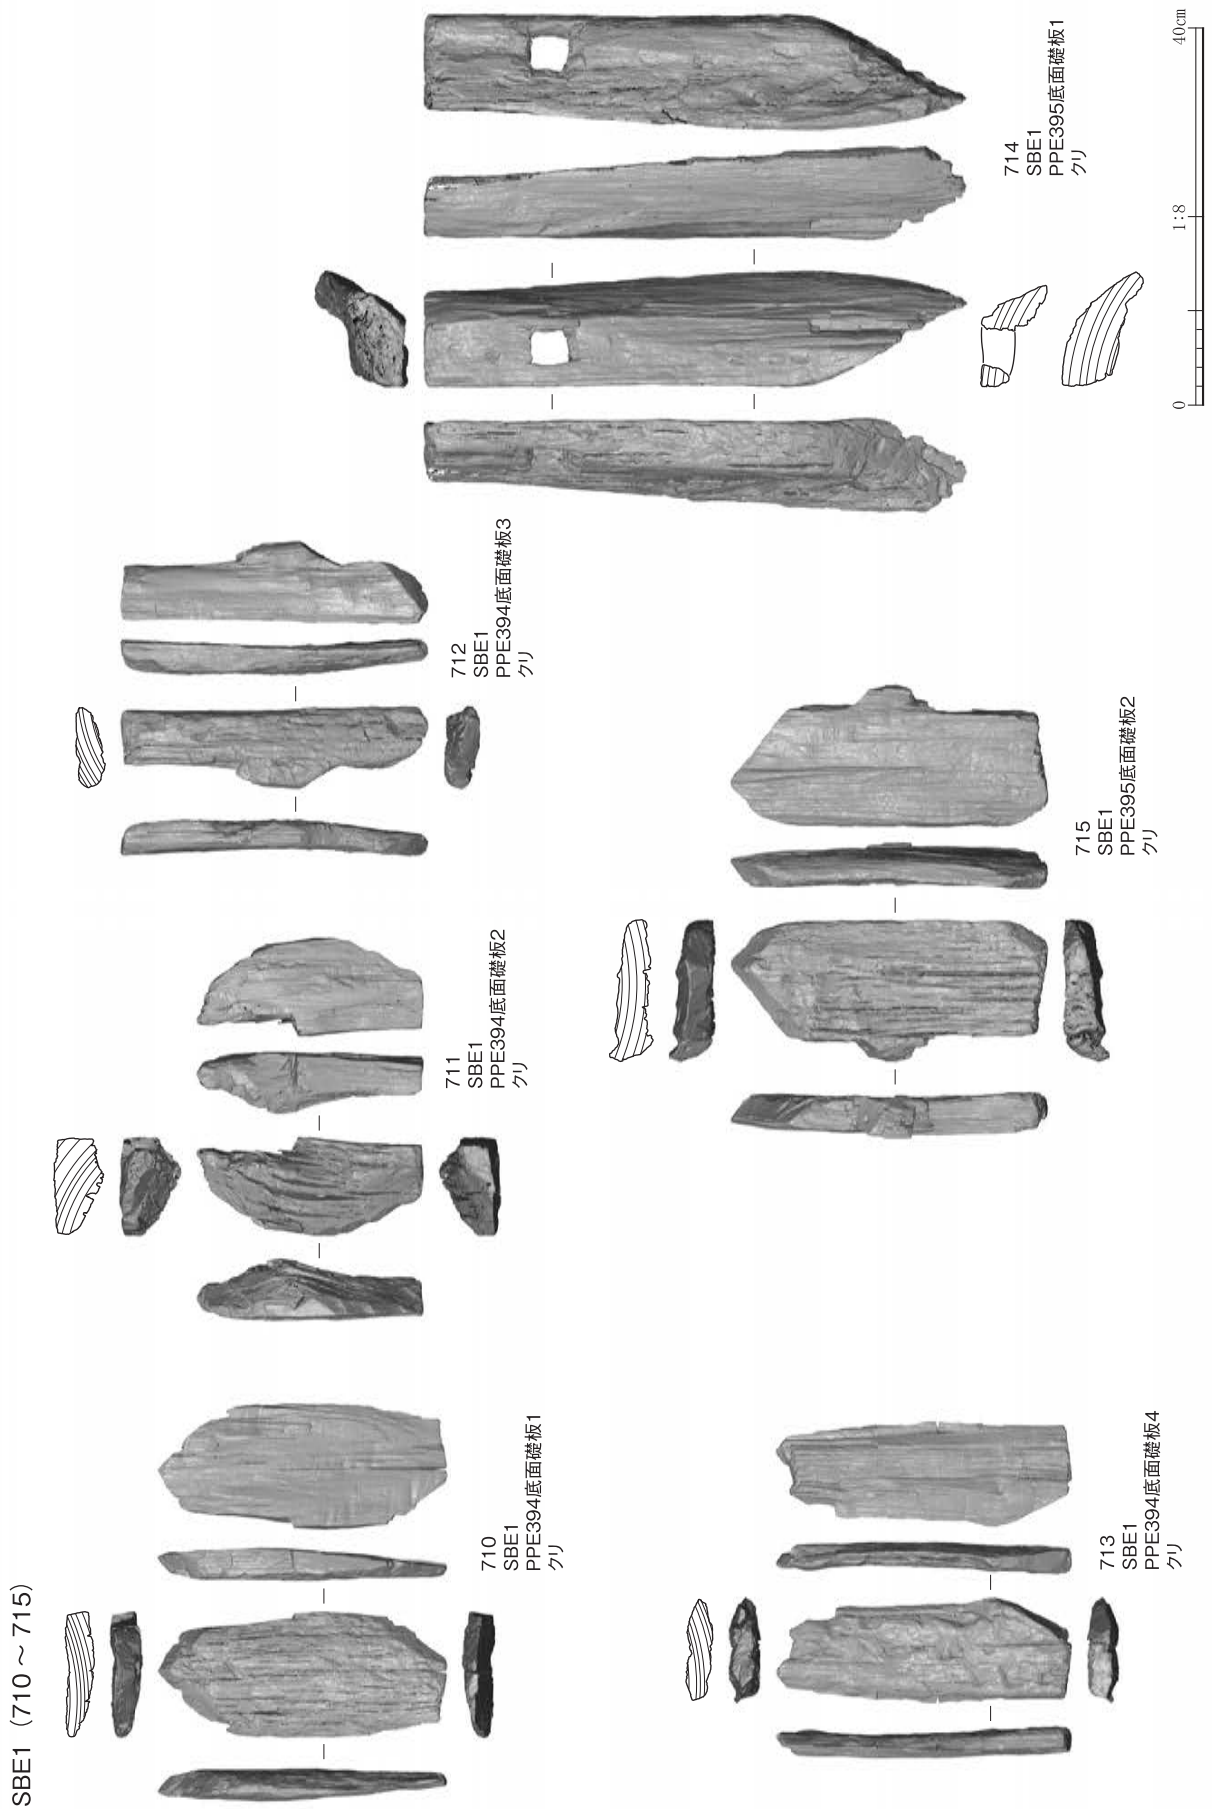 SBE1（710～715）
710
SBE1
PPE394底面礎板1
クリ
711
SBE1
PPE394底面礎板2
クリ
712
SBE1
PPE394底面礎板3
クリ
713
SBE1
PPE394底面礎板4
クリ
715
SBE1
PPE395底面礎板2
クリ
714
SBE1
PPE395底面礎板1
クリ
0 1:8 40cm